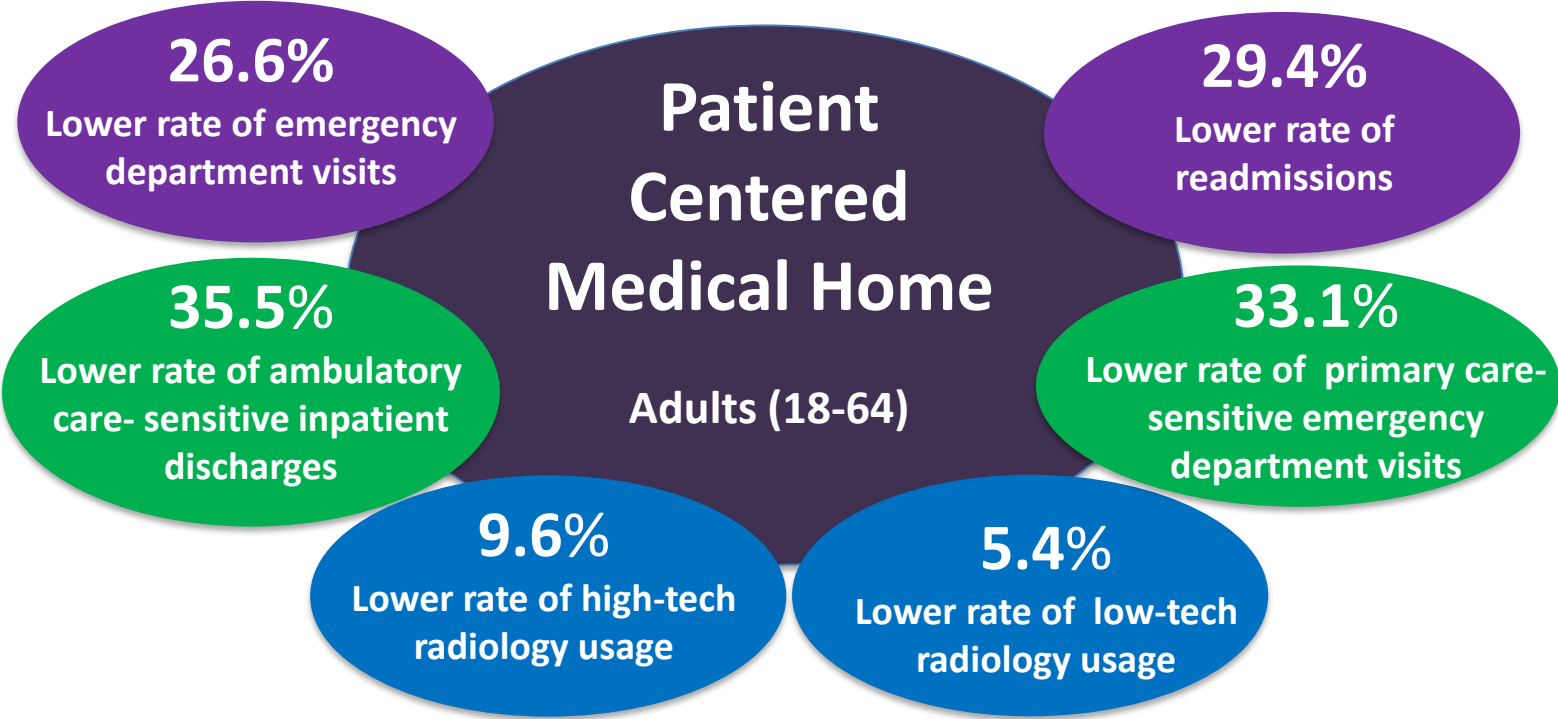 Patient
Centered
Medical Home
Adults (18-64)
26.6%
Lower rate of emergency
department visits
29.4%
Lower rate of
readmissions
35.5%
Lower rate of ambulatory
care- sensitive inpatient
discharges
33.1%
Lower rate of  primary care-
sensitive emergency
department visits
9.6%
Lower rate of high-tech
radiology usage
5.4%
Lower rate of  low-tech
radiology usage